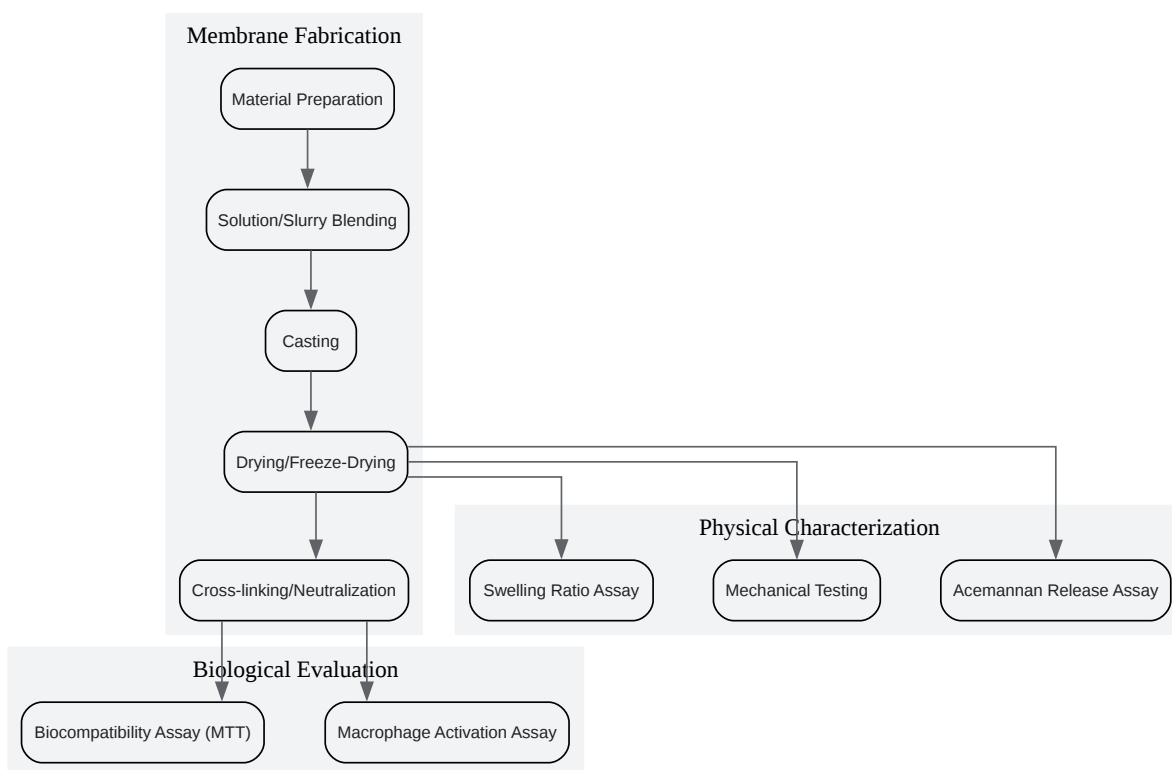 Membrane Fabrication
Material Preparation
Solution/Slurry Blending
Casting
Drying/Freeze-Drying
Physical Characterization
Cross-linking/Neutralization
Swelling Ratio Assay
Mechanical Testing
Acemannan Release Assay
Biological Evaluation
Biocompatibility Assay (MTT)
Macrophage Activation Assay